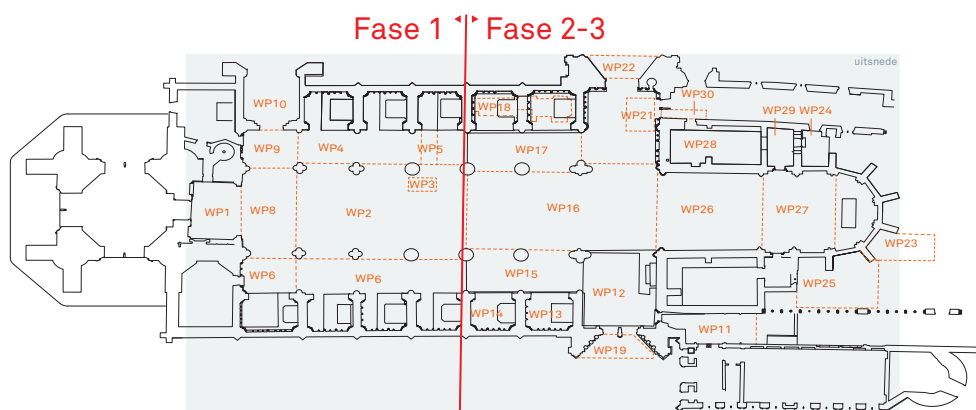 Fase 1
Fase 2-3
uitsnede
WP22
WP30
WP29 WP24
WP10
WP18
WP21
WP9
WP4
WP5
WP17
WP28
WP3
WP1
WP8
WP2
WP16
WP26
WP27
WP23
WP6
WP6
WP15
WP12
WP25
WP14
WP13
WP11
WP19